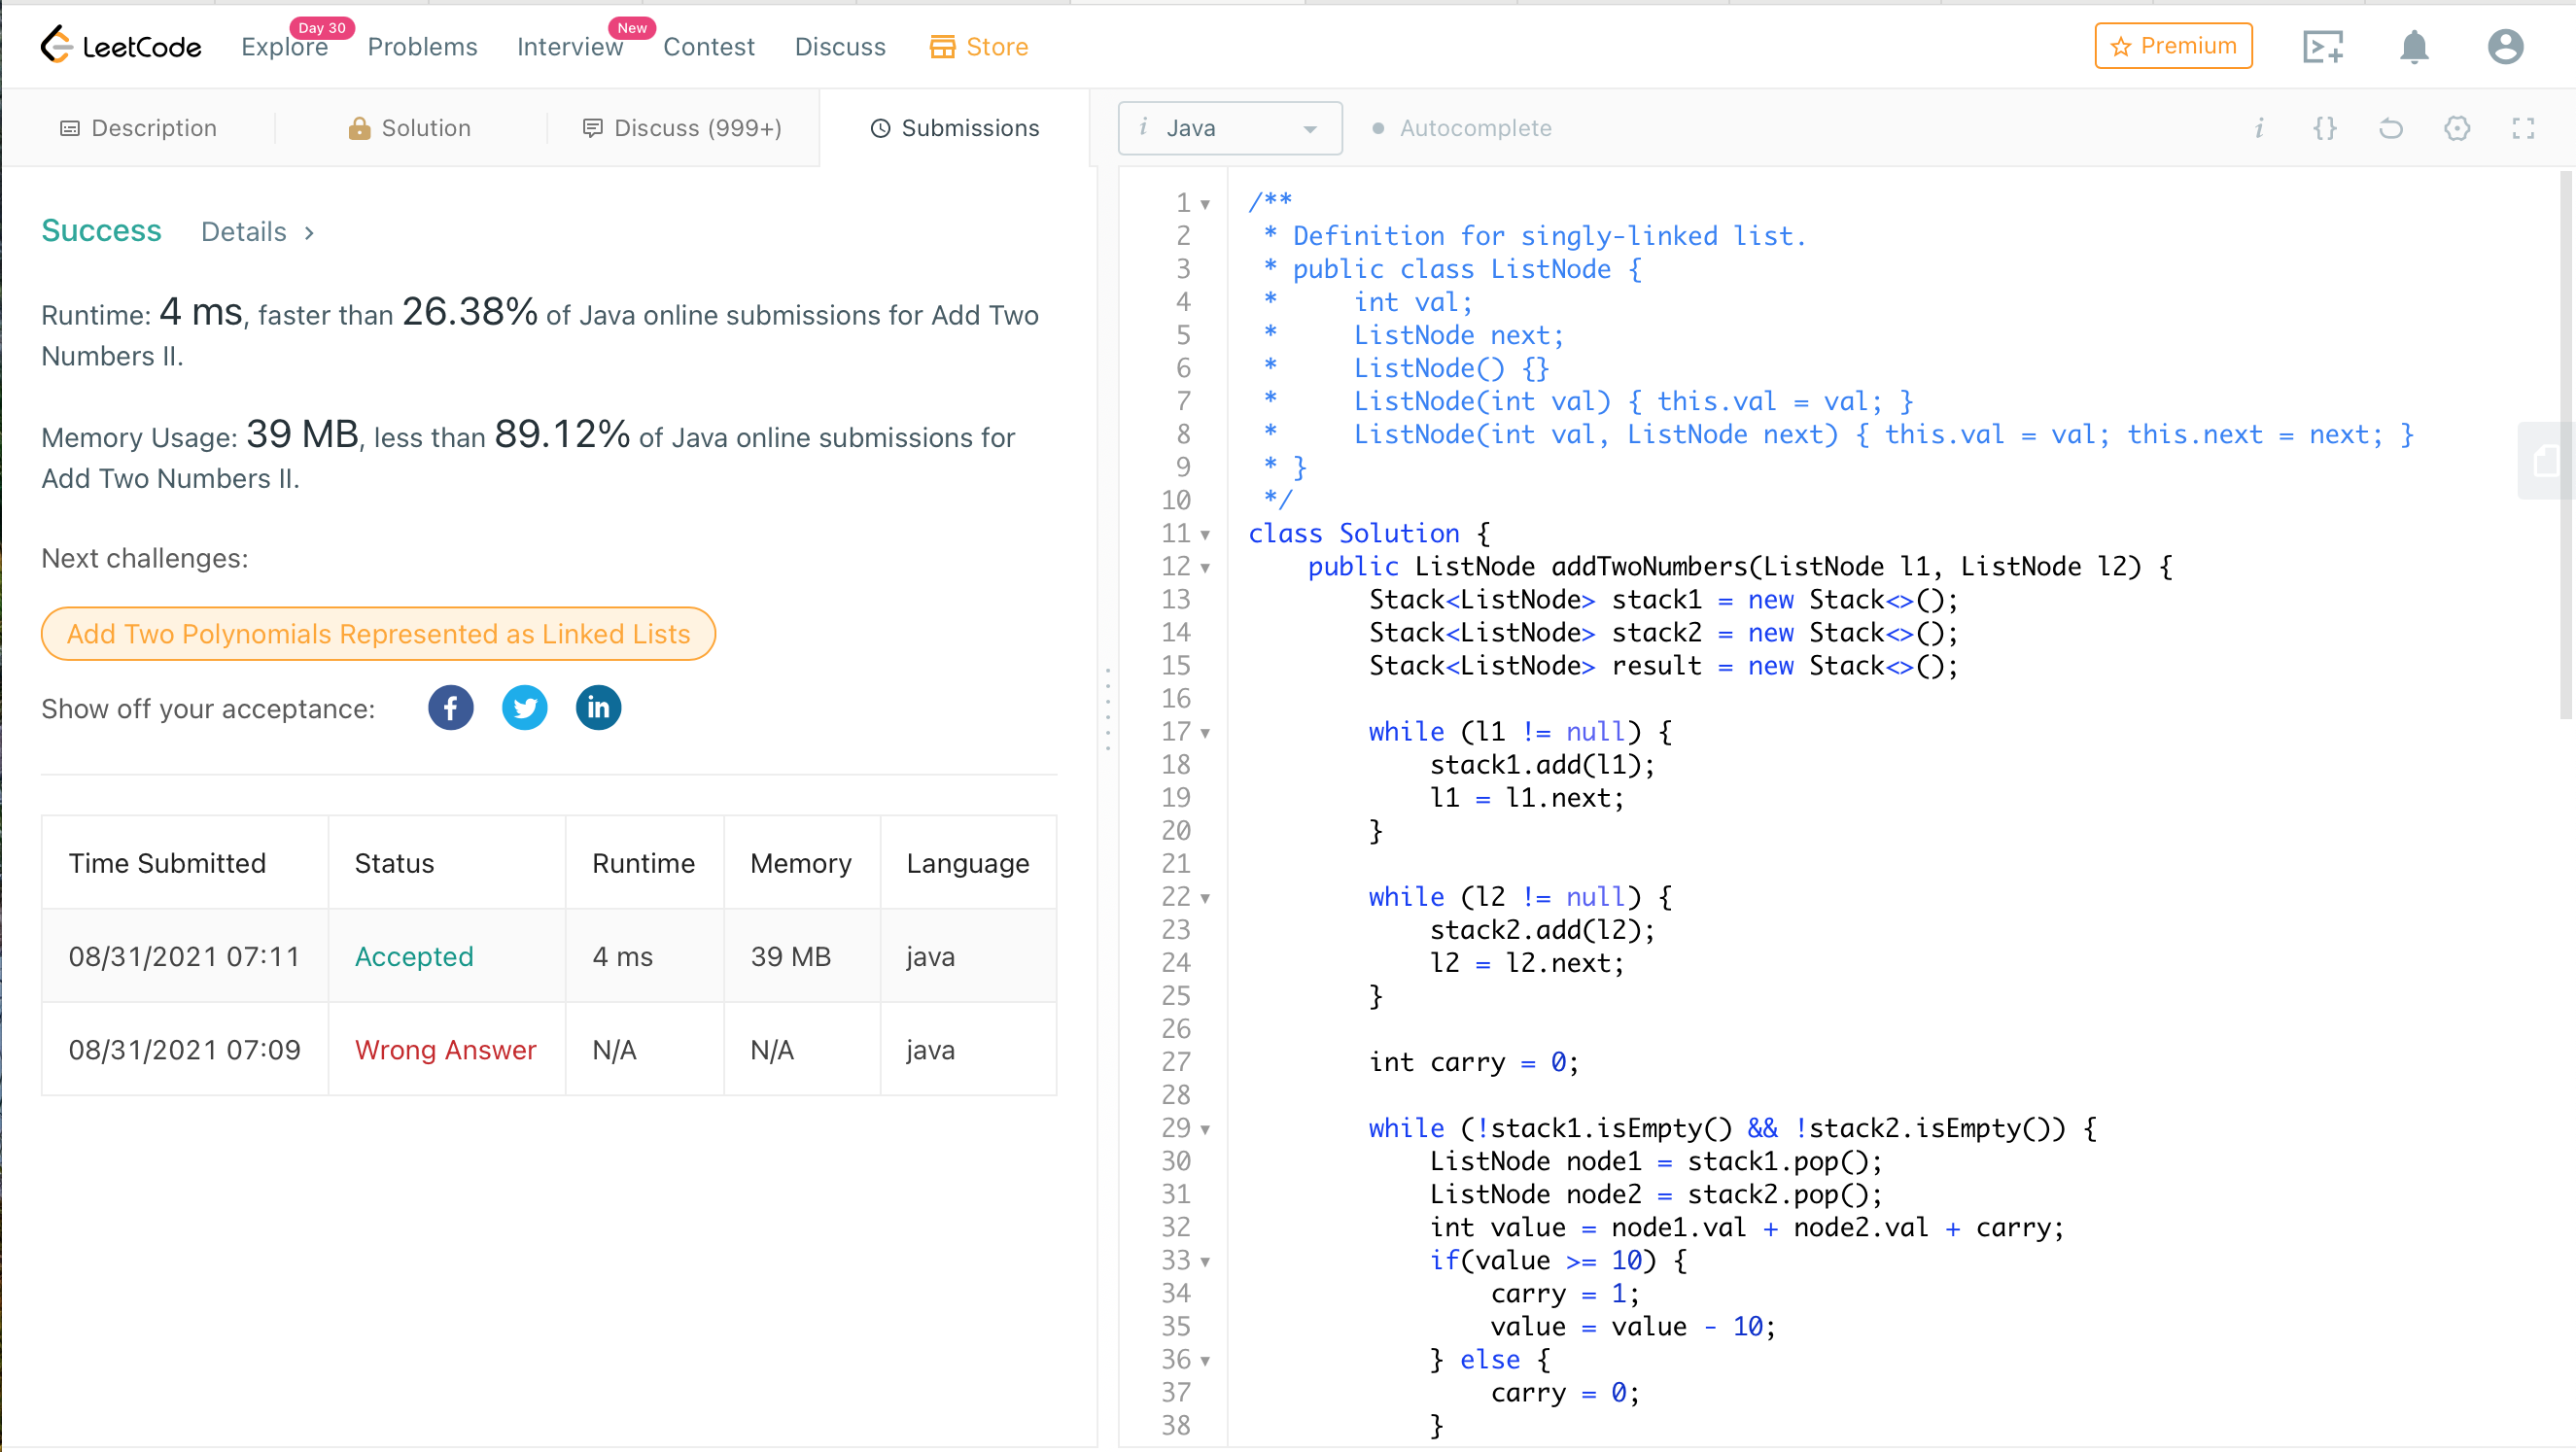 LeetCode
Explore Day 30 Problems Interview New Contest Discuss Store
Premium
Description Solution Discuss (999+) Submissions
i Java Autocomplete
Success Details >
Runtime: 4 ms, faster than 26.38% of Java online submissions for Add Two
Numbers II.
Memory Usage: 39 MB, less than 89.12% of Java online submissions for
Add Two Numbers II.
Next challenges:
Add Two Polynomials Represented as Linked Lists
Show off your acceptance:
Time Submitted Status Runtime Memory Language
08/31/2021 07:11 Accepted 4 ms 39 MB java
08/31/2021 07:09 Wrong Answer N/A N/A java
1 /**
2  * Definition for singly-linked list.
3  * public class ListNode {
4  *     int val;
5  *     ListNode next;
6  *     ListNode() {}
7  *     ListNode(int val) { this.val = val; }
8  *     ListNode(int val, ListNode next) { this.val = val; this.next = next; }
9  * }
10  */
11 class Solution {
12     public ListNode addTwoNumbers(ListNode l1, ListNode l2) {
13         Stack<ListNode> stack1 = new Stack<>();
14         Stack<ListNode> stack2 = new Stack<>();
15         Stack<ListNode> result = new Stack<>();
16
17         while (l1 != null) {
18             stack1.add(l1);
19             l1 = l1.next;
20         }
21
22         while (l2 != null) {
23             stack2.add(l2);
24             l2 = l2.next;
25         }
26
27         int carry = 0;
28
29         while (!stack1.isEmpty() && !stack2.isEmpty()) {
30             ListNode node1 = stack1.pop();
31             ListNode node2 = stack2.pop();
32             int value = node1.val + node2.val + carry;
33             if(value >= 10) {
34                 carry = 1;
35                 value = value - 10;
36             } else {
37                 carry = 0;
38             }